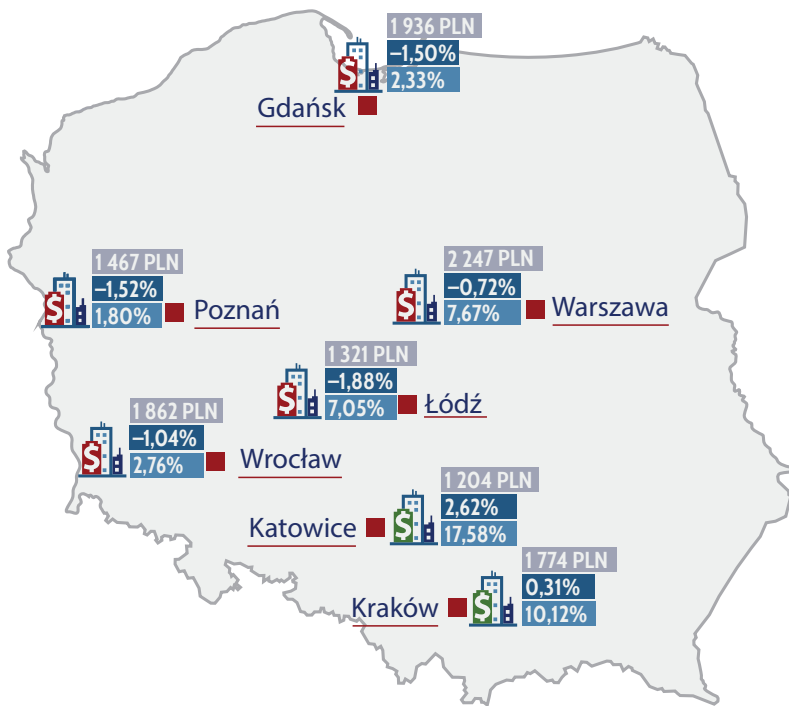 1 936 PLN
–1,50%
2,33%
Gdańsk
1 467 PLN
–1,52%
1,80%
Poznań
2 247 PLN
–0,72%
7,67%
Warszawa
1 321 PLN
–1,88%
7,05%
Łódź
1 862 PLN
–1,04%
2,76%
Wrocław
1 204 PLN
2,62%
17,58%
Katowice
1 774 PLN
0,31%
10,12%
Kraków